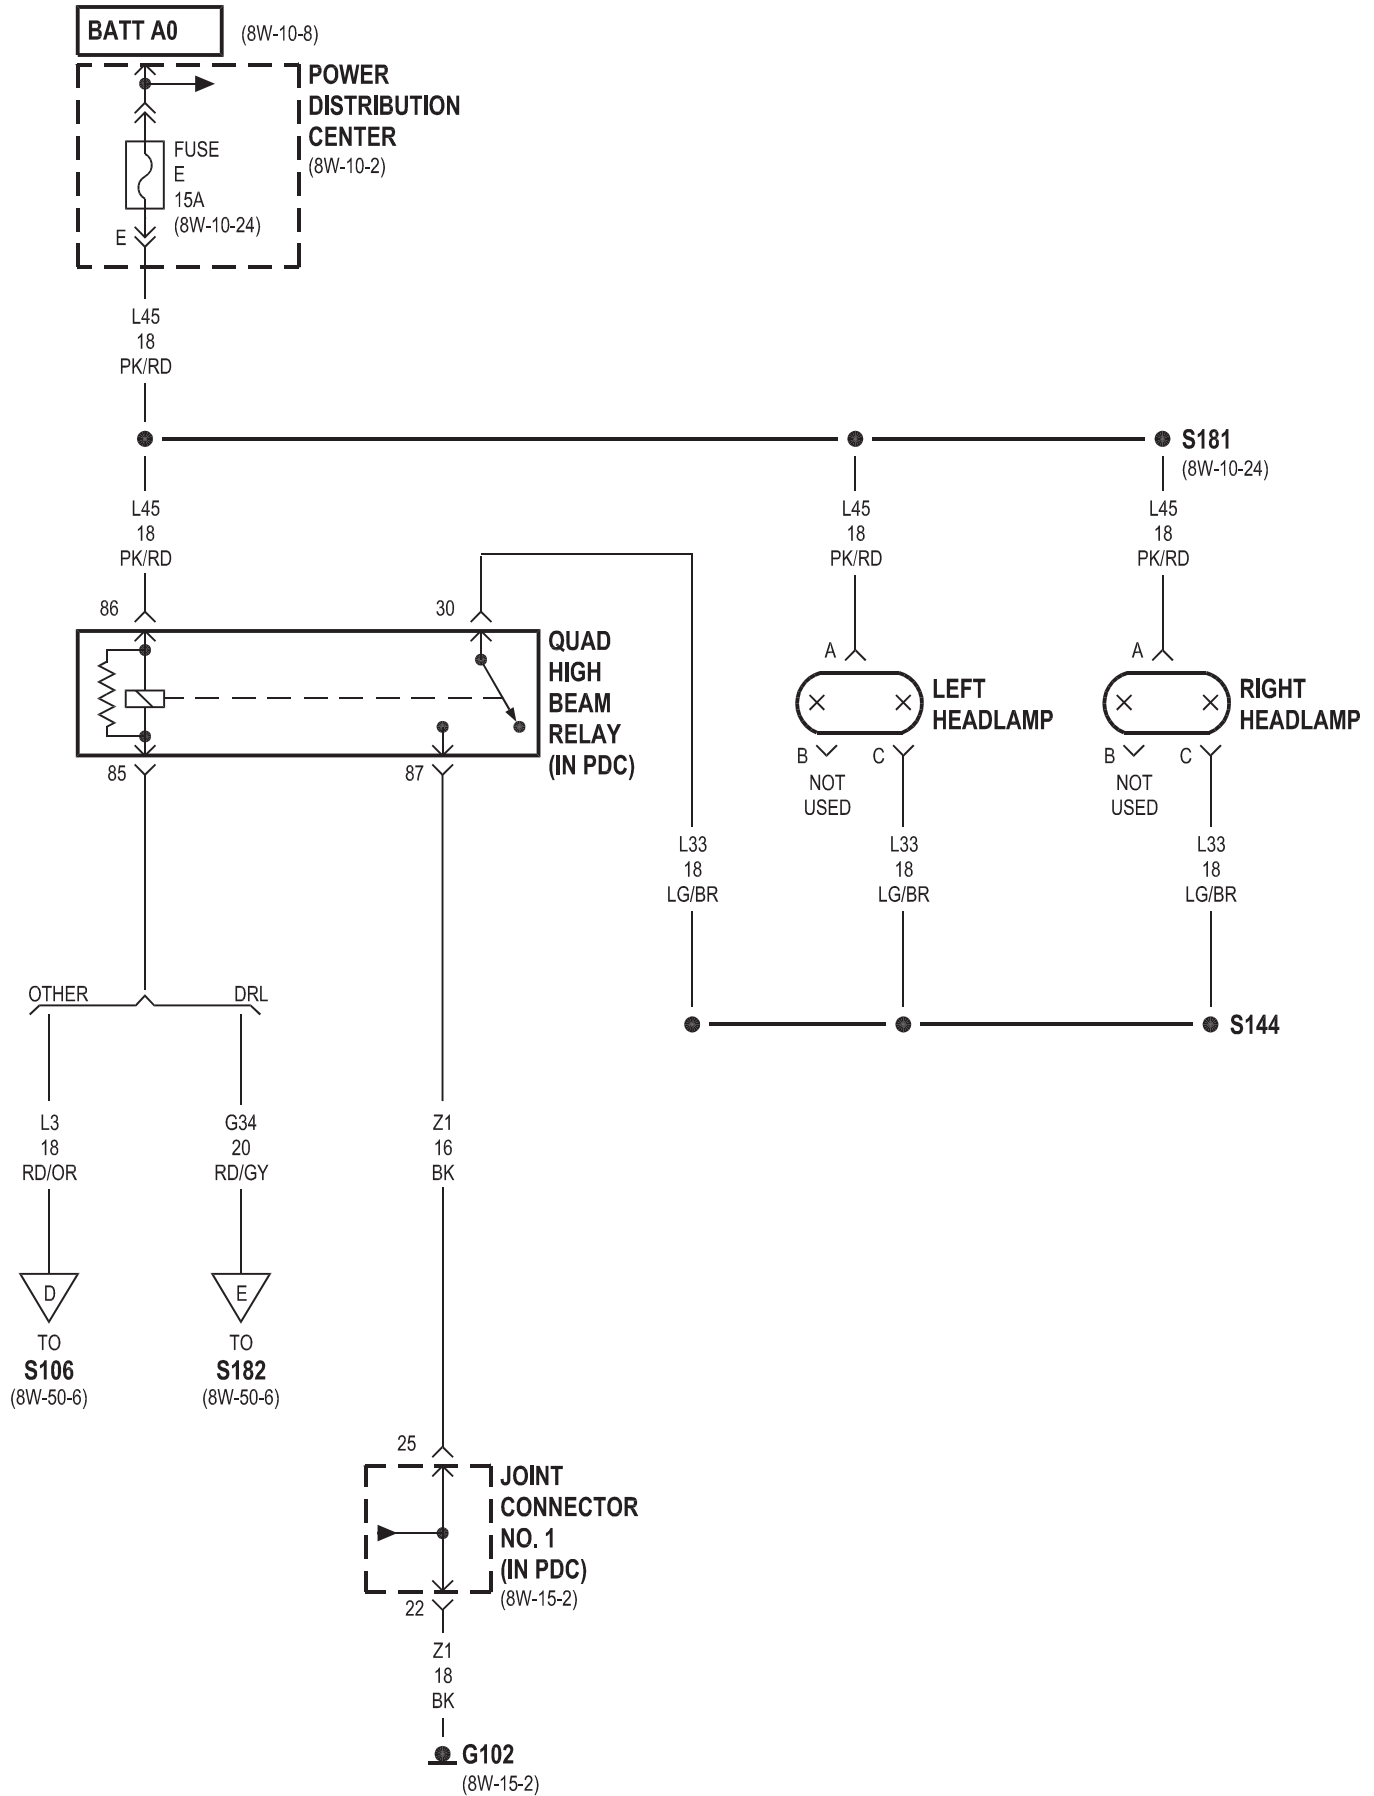 BATT A0
(8W-10-8)
POWER
DISTRIBUTION
CENTER
(8W-10-2)
FUSE
E
15A
(8W-10-24)
E
L45
18
PK/RD
S181
(8W-10-24)
L45
18
PK/RD
L45
18
PK/RD
L45
18
PK/RD
86
30
QUAD
HIGH
BEAM
RELAY
(IN PDC)
85
87
A
LEFT
HEADLAMP
B
C
NOT
USED
A
RIGHT
HEADLAMP
B
C
NOT
USED
L33
18
LG/BR
L33
18
LG/BR
L33
18
LG/BR
S144
OTHER
DRL
L3
18
RD/OR
G34
20
RD/GY
Z1
16
BK
D
TO
S106
(8W-50-6)
E
TO
S182
(8W-50-6)
25
JOINT
CONNECTOR
NO. 1
(IN PDC)
(8W-15-2)
22
Z1
18
BK
G102
(8W-15-2)